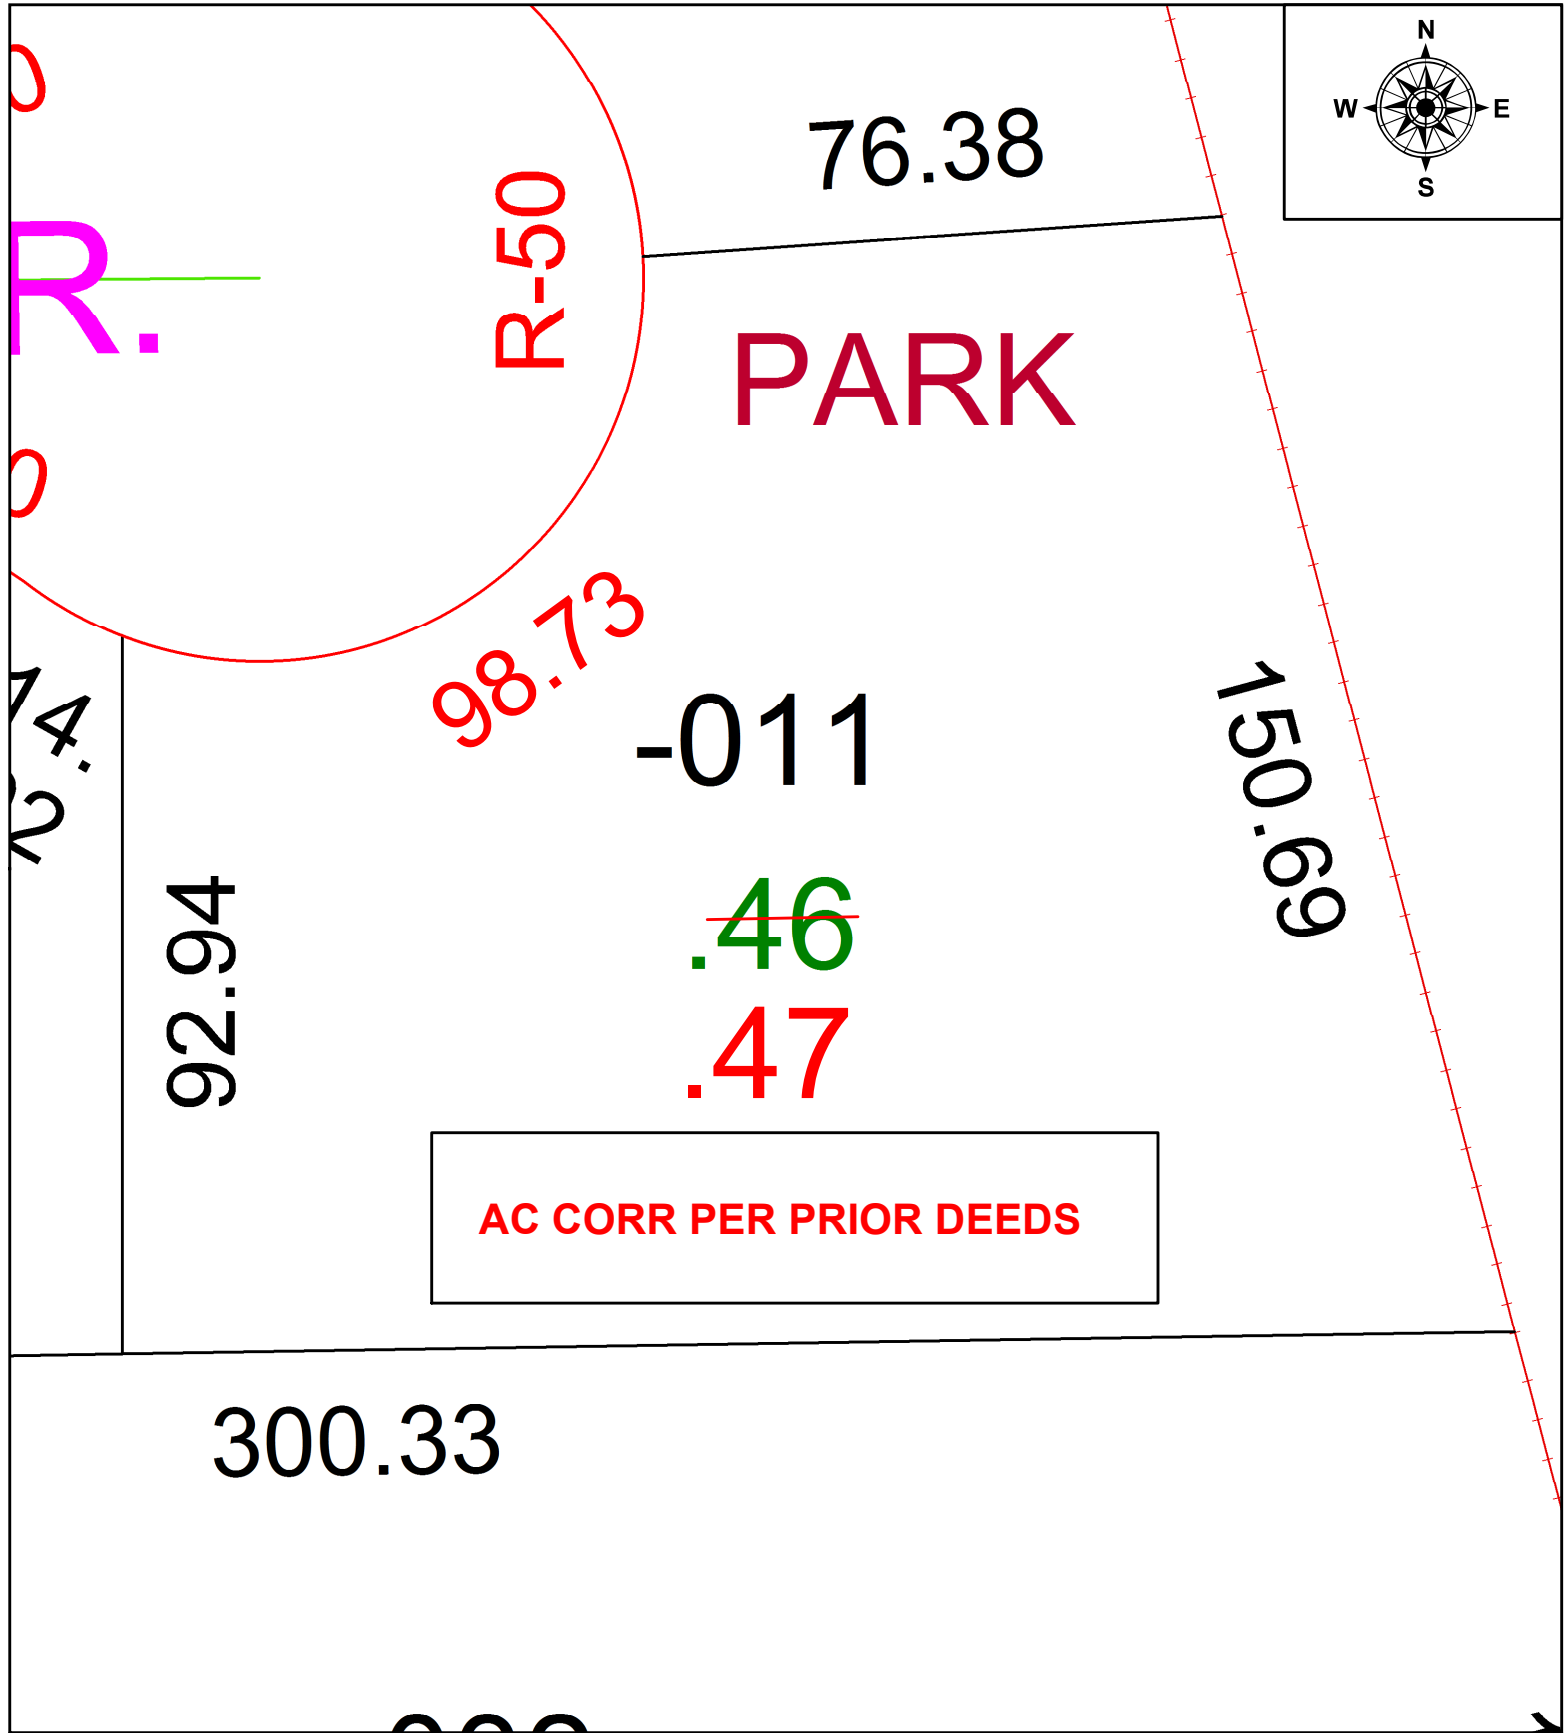 N
W E
S
76.38
R-50
R.
PARK
98.73
-011
150.69
14.
92.94
.46
.47
AC CORR PER PRIOR DEEDS
300.33